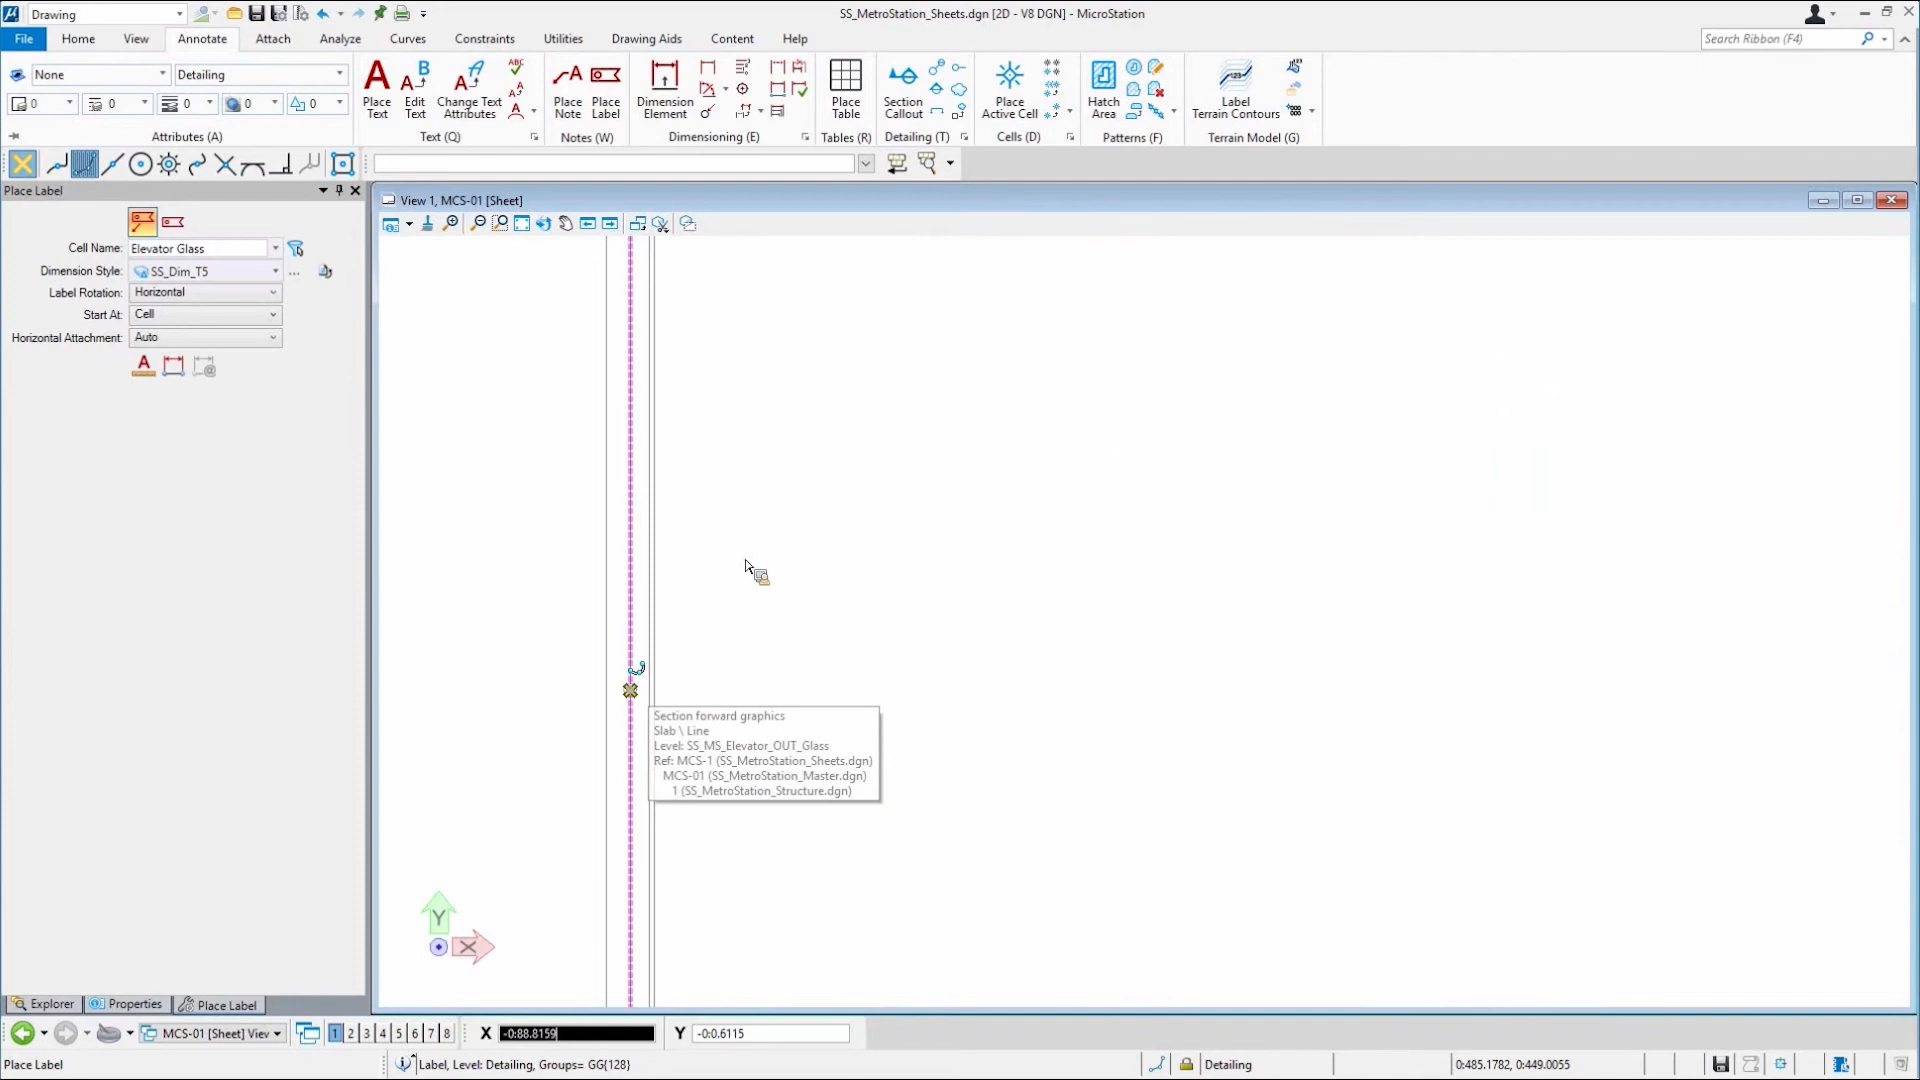 Drawing
SS_MetroStation_Sheets.dgn [2D - V8 DGN] - MicroStation
File Home View Annotate Attach Analyze Curves Constraints Utilities Drawing Aids Content Help
Search Ribbon (F4)
None Detailing
0 0 0 0 0
Attributes (A)
Place Text
Edit Text
Change Text Attributes
Text (Q)
Place Note
Place Label
Notes (W)
Dimension Element
Dimensioning (E)
Place Table
Tables (R)
Section Callout
Detailing (T)
Place Active Cell
Cells (D)
Hatch Area
Patterns (F)
Label Terrain Contours
Terrain Model (G)
Place Label
Cell Name: Elevator Glass
Dimension Style: SS_Dim_T5
Label Rotation: Horizontal
Start At: Cell
Horizontal Attachment: Auto
View 1, MCS-01 [Sheet]
Section forward graphics
Slab \ Line
Level: SS_MS_Elevator_OUT_Glass
Ref: MCS-1 (SS_MetroStation_Sheets.dgn)
MCS-01 (SS_MetroStation_Master.dgn)
1 (SS_MetroStation_Structure.dgn)
Y
X
Explorer Properties Place Label
MCS-01 [Sheet] View 1 2 3 4 5 6 7 8 X -0:88.8159 Y -0:0.6115
Place Label Label, Level: Detailing, Groups= GG{128} Detailing 0:485.1782, 0:449.0055